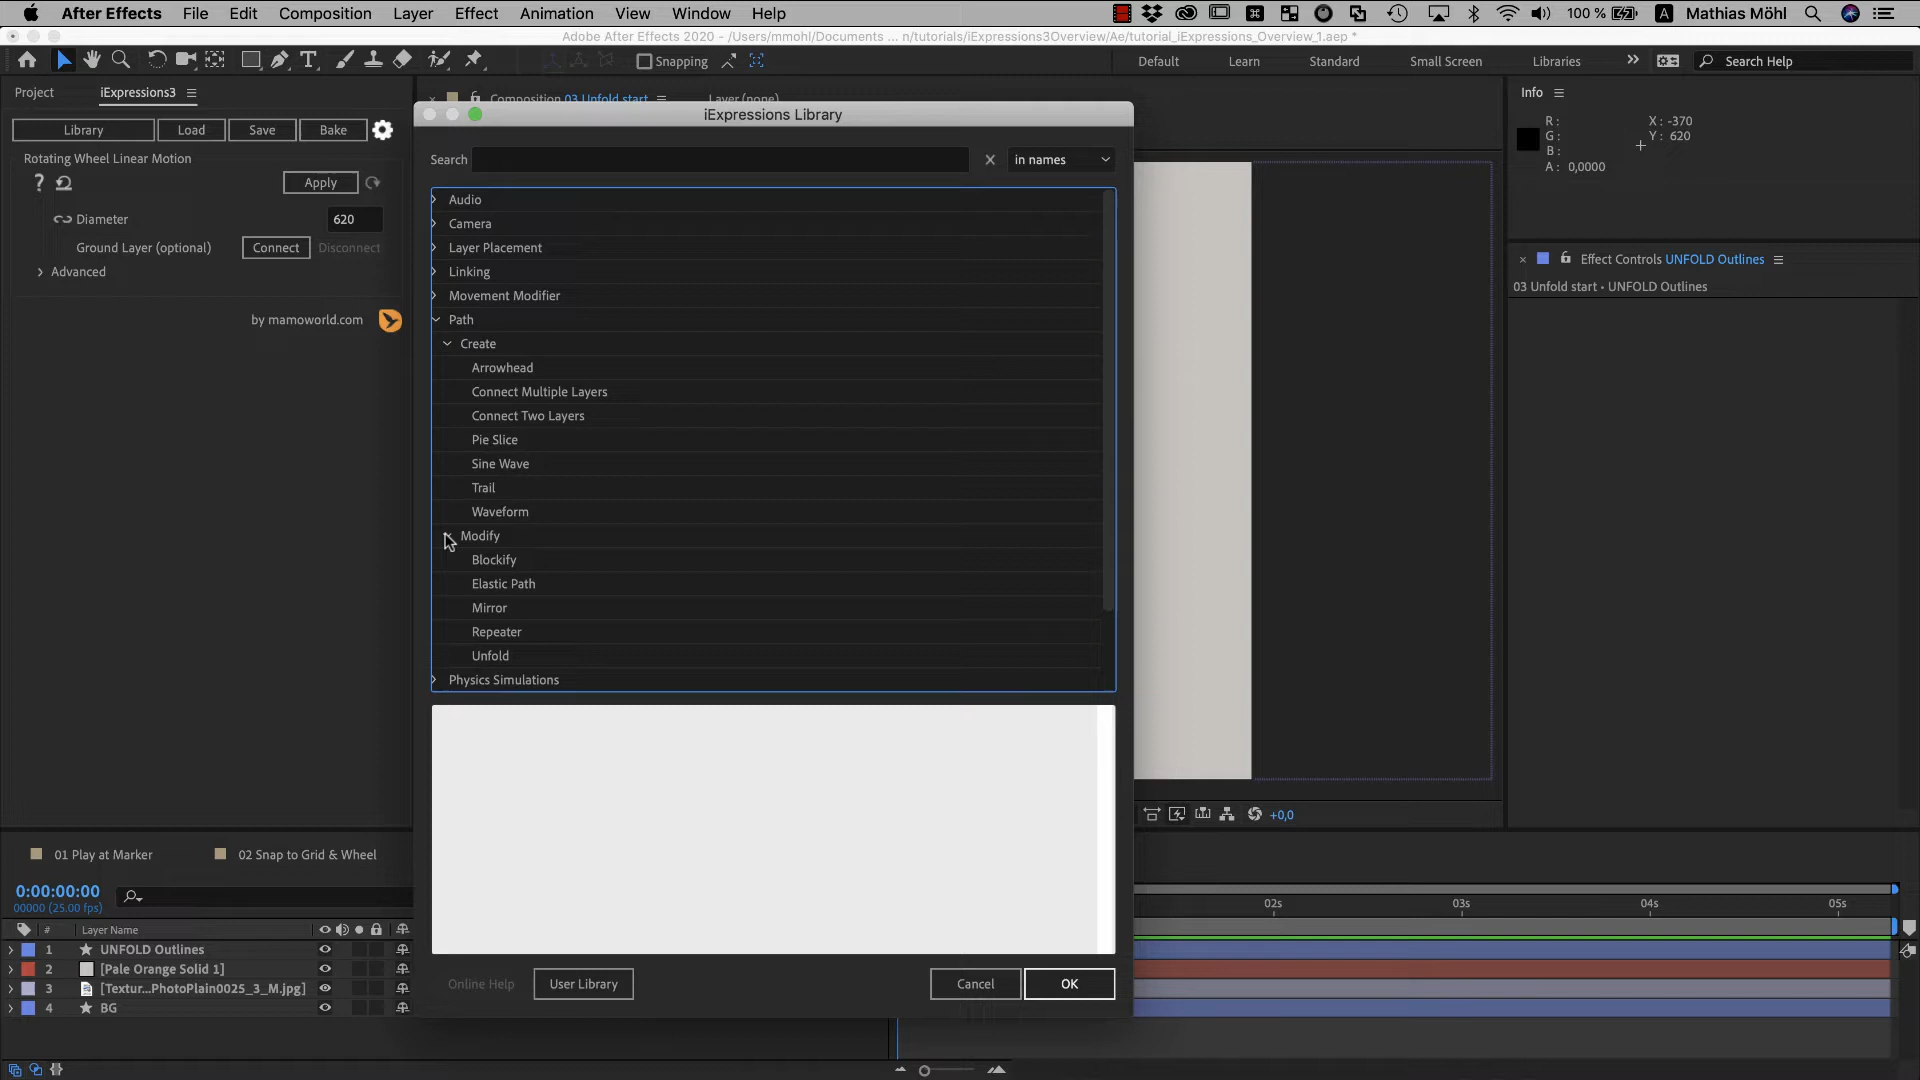 After Effects File Edit Composition Layer Effect Animation View Window Help 100 % A Mathias Möhl
Adobe After Effects 2020 - /Users/mmohl/Documents ... n/tutorials/iExpressions3Overview/Ae/tutorial_iExpressions_Overview_1.aep *
Snapping Default Learn Standard Small Screen Libraries Search Help
Project iExpressions3
Composition 03 Unfold start Layer (none)
Info
Library Load Save Bake
iExpressions Library
R :
G :
B :
A : 0,0000
X : -370
Y : 620
Rotating Wheel Linear Motion
? Apply
Diameter 620
Ground Layer (optional) Connect Disconnect
Advanced
by mamoworld.com
Search in names
Audio
Camera
Layer Placement
Linking
Movement Modifier
Path
Create
Arrowhead
Connect Multiple Layers
Connect Two Layers
Pie Slice
Sine Wave
Trail
Waveform
Modify
Blockify
Elastic Path
Mirror
Repeater
Unfold
Physics Simulations
Online Help User Library Cancel OK
Effect Controls UNFOLD Outlines
03 Unfold start • UNFOLD Outlines
+0,0
01 Play at Marker 02 Snap to Grid & Wheel
0:00:00:00
00000 (25.00 fps)
02s 03s 04s 05s
# Layer Name
1 UNFOLD Outlines
2 [Pale Orange Solid 1]
3 [Textur...PhotoPlain0025_3_M.jpg]
4 BG